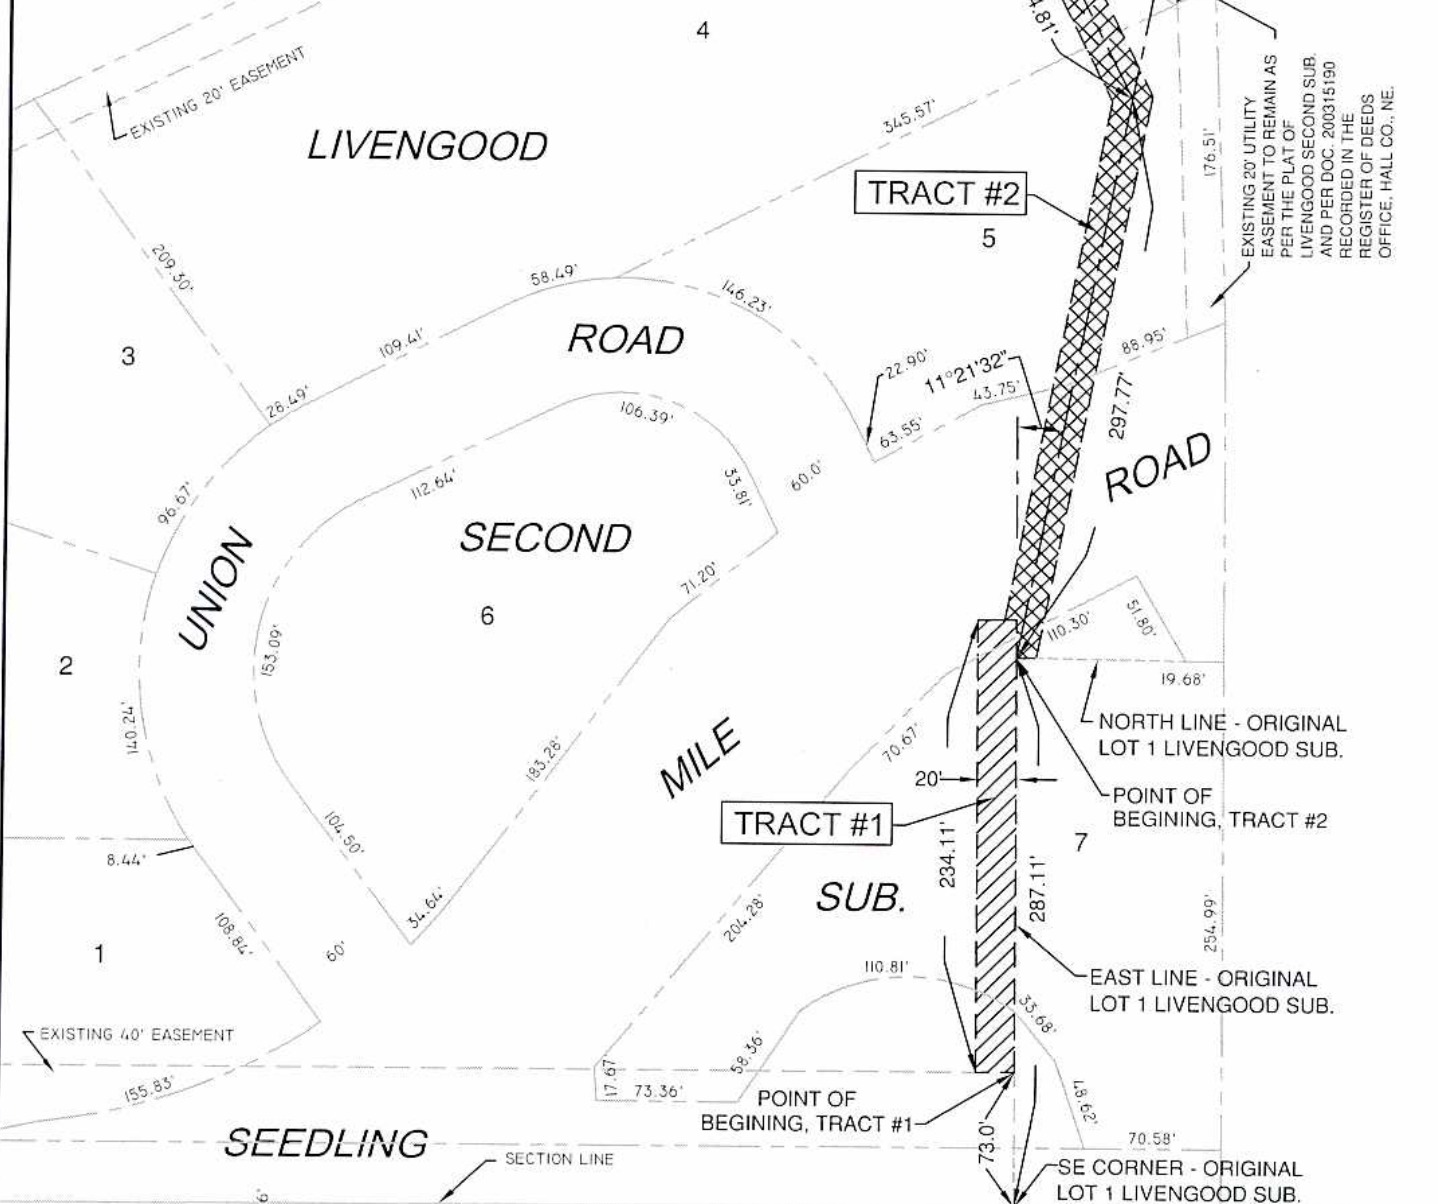 4
4.81'
EXISTING 20' EASEMENT
LIVENGOOD
345.57'
176.51'
EXISTING 20' UTILITY
EASEMENT TO REMAIN AS
PER THE PLAT OF
LIVENGOOD SECOND SUB.
AND PER DOC. 200315190
RECORDED IN THE
REGISTER OF DEEDS
OFFICE, HALL CO., NE.
TRACT #2
5
209.30'
58.49'
146.23'
ROAD
109.41'
3
22.90'
11°21'32"
88.95'
43.75'
28.49'
106.39'
63.55'
297.77'
ROAD
96.67'
112.64'
33.81'
60.0'
SECOND
UNION
71.20'
6
153.09'
110.30'
51.80'
2
19.68'
140.24'
NORTH LINE - ORIGINAL
LOT 1 LIVENGOOD SUB.
183.28'
MILE
70.67'
20'
POINT OF
BEGINING, TRACT #2
TRACT #1
104.50'
8.44'
234.11'
7
287.11'
SUB.
34.64'
204.28'
254.99'
108.84'
60'
1
110.81'
EAST LINE - ORIGINAL
LOT 1 LIVENGOOD SUB.
33.68'
EXISTING 40' EASEMENT
58.36'
155.83'
17.67'
73.36'
POINT OF
BEGINING, TRACT #1
48.62'
SEEDLING
73.0'
70.58'
SECTION LINE
SE CORNER - ORIGINAL
LOT 1 LIVENGOOD SUB.